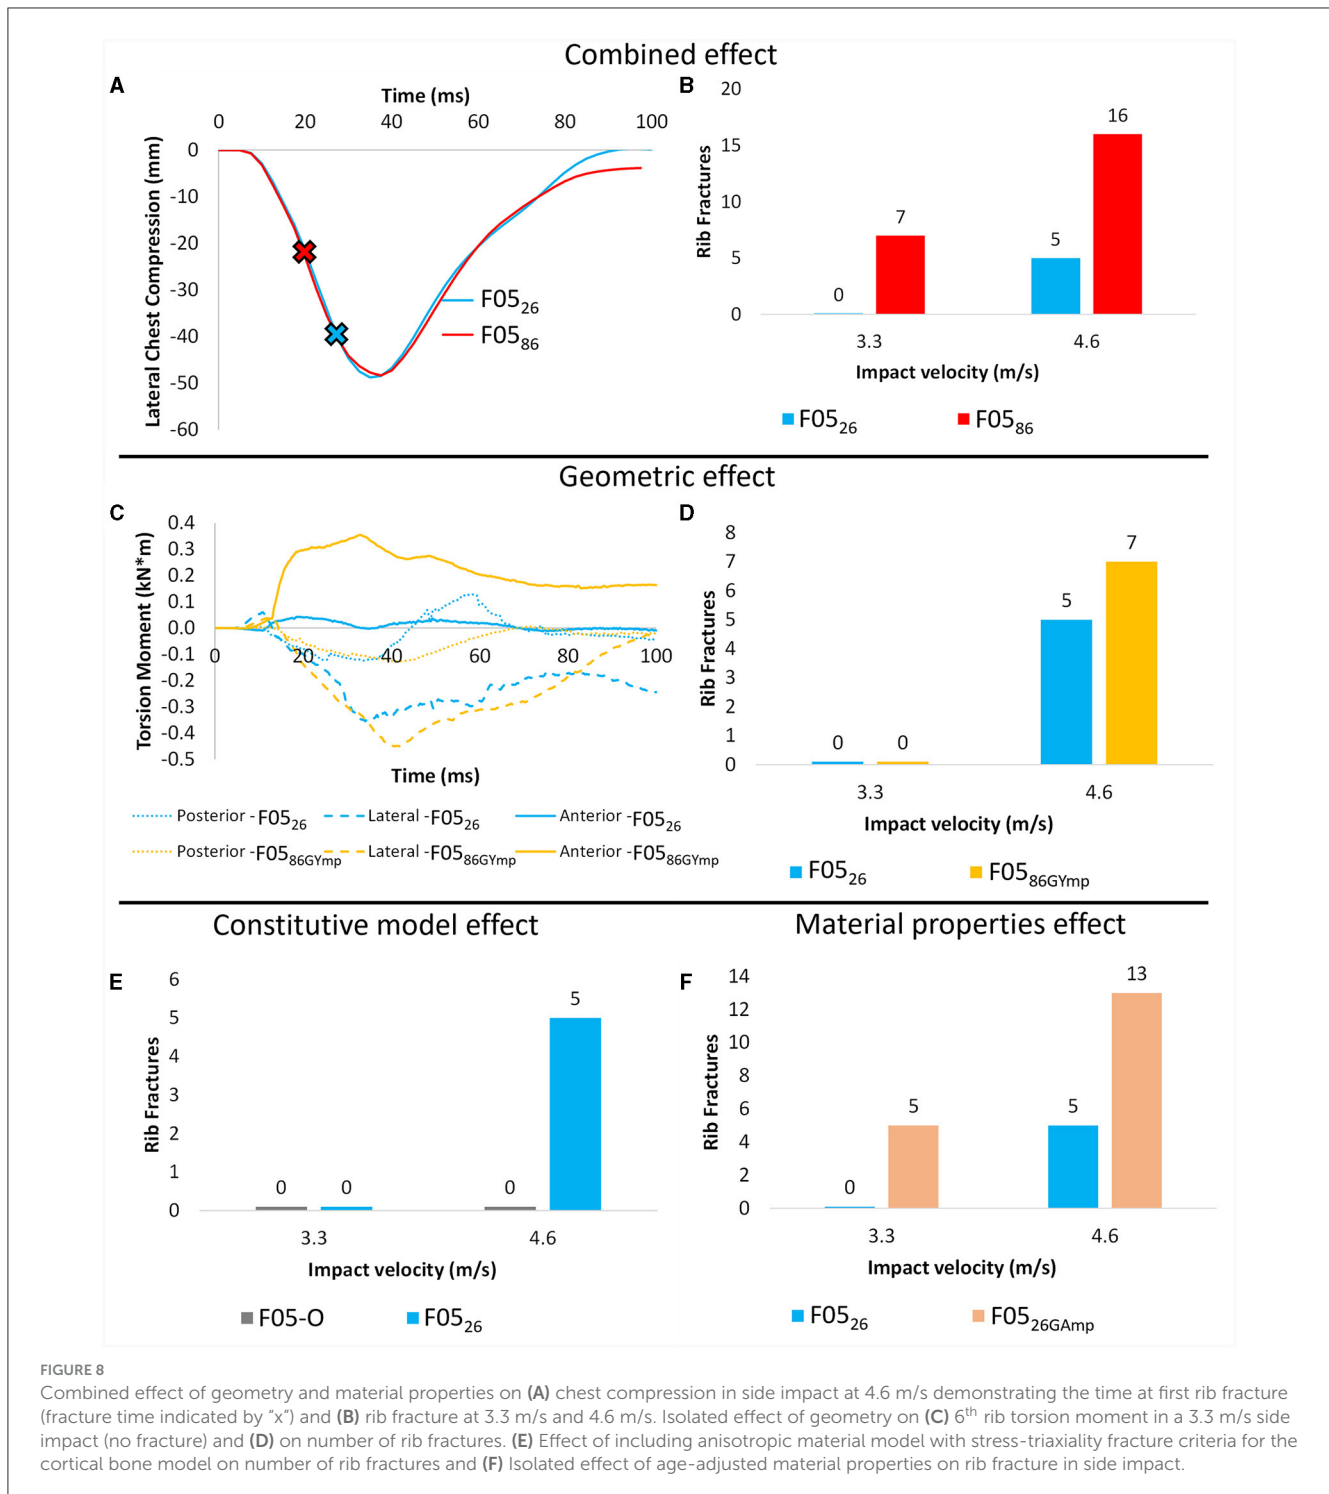 Combined effect
A
Time (ms)
0 20 40 60 80 100
Lateral Chest Compression (mm)
0
-10
-20
-30
-40
-50
-60
F05₂₆
F05₈₆
B
Rib Fractures
20
15
10
5
0
0
7
5
16
3.3 4.6
Impact velocity (m/s)
F05₂₆ F05₈₆
Geometric effect
C
Torsion Moment (kN*m)
0.4
0.3
0.2
0.1
0.0
-0.1
-0.2
-0.3
-0.4
-0.5
0 20 40 60 80 100
Time (ms)
Posterior -F05₂₆ Lateral -F05₂₆ Anterior -F05₂₆
Posterior -F05₈₆GYmp Lateral -F05₈₆GYmp Anterior -F05₈₆GYmp
D
Rib Fractures
8
7
6
5
4
3
2
1
0
0
0
5
7
3.3 4.6
Impact velocity (m/s)
F05₂₆ F05₈₆GYmp
Constitutive model effect
E
Rib Fractures
6
5
4
3
2
1
0
0
0
0
5
3.3 4.6
Impact velocity (m/s)
F05-O F05₂₆
Material properties effect
F
Rib Fractures
14
12
10
8
6
4
2
0
0
5
5
13
3.3 4.6
Impact velocity (m/s)
F05₂₆ F05₂₆GAmp
FIGURE 8
Combined effect of geometry and material properties on (A) chest compression in side impact at 4.6 m/s demonstrating the time at first rib fracture
(fracture time indicated by "x") and (B) rib fracture at 3.3 m/s and 4.6 m/s. Isolated effect of geometry on (C) 6ᵗʰ rib torsion moment in a 3.3 m/s side
impact (no fracture) and (D) on number of rib fractures. (E) Effect of including anisotropic material model with stress-triaxiality fracture criteria for the
cortical bone model on number of rib fractures and (F) Isolated effect of age-adjusted material properties on rib fracture in side impact.